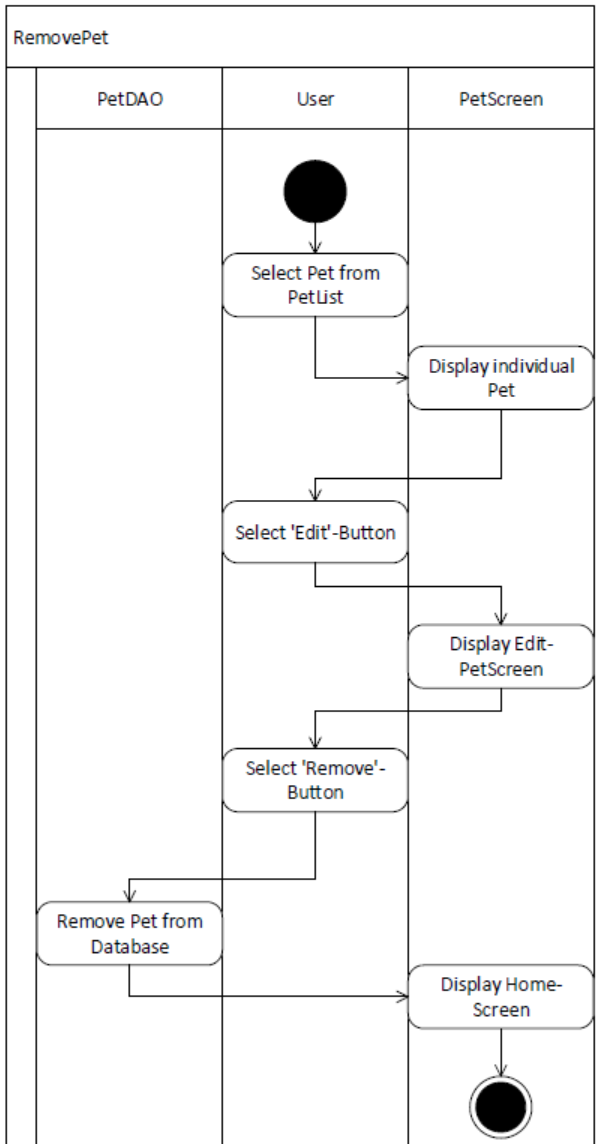 RemovePet
PetDAO
User
PetScreen
Select Pet from
PetList
Display individual
Pet
Select 'Edit'-Button
Display Edit-
PetScreen
Select 'Remove'-
Button
Remove Pet from
Database
Display Home-
Screen